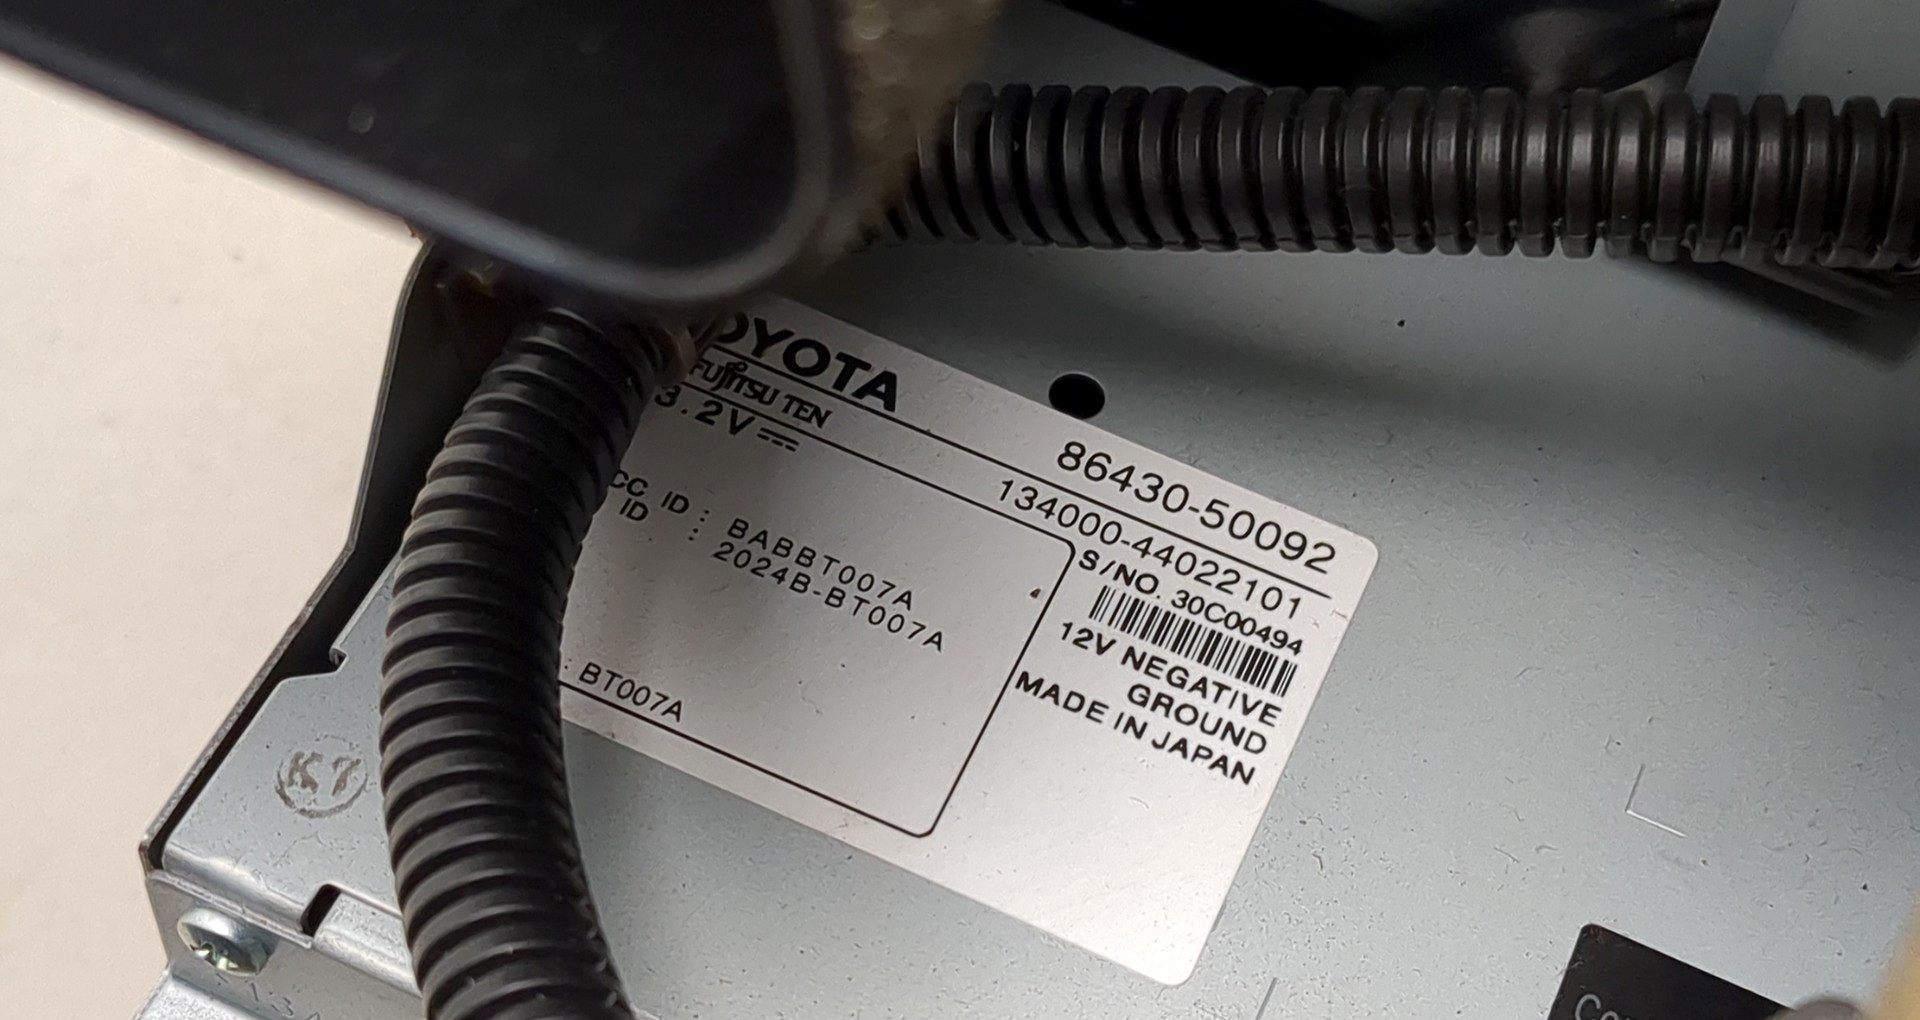 OYOTA
86430-50092
FUJITSU TEN
134000-44022101
3.2V
S/NO. 30C00494
CC ID : BABBT007A
ID : 2024B-BT007A
12V NEGATIVE
GROUND
MADE IN JAPAN
: BT007A
K7